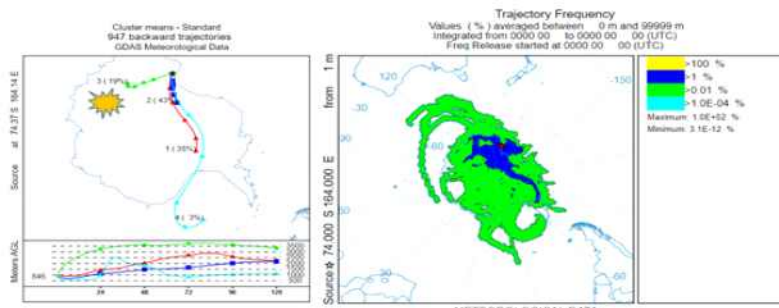 Cluster means - Standard
947 backward trajectories
GDAS Meteorological Data
Source at 74.37 S 164.14 E
3 ( 19%)
2 ( 43%)
1 ( 35%)
4 ( 3%)
Meters AGL
646
24
48
72
96
120
Trajectory Frequency
Values ( % ) averaged between 0 m and 99999 m
Integrated from 0000 00 to 0000 00 00 (UTC)
Freq Release started at 0000 00 00 (UTC)
Source 74.000 S 164.000 E from 1 m
120
-150
-30
-60
-60
>100 %
>1 %
>0.01 %
>1.0E-04 %
Maximum: 1.0E+02 %
Minimum: 3.1E-12 %